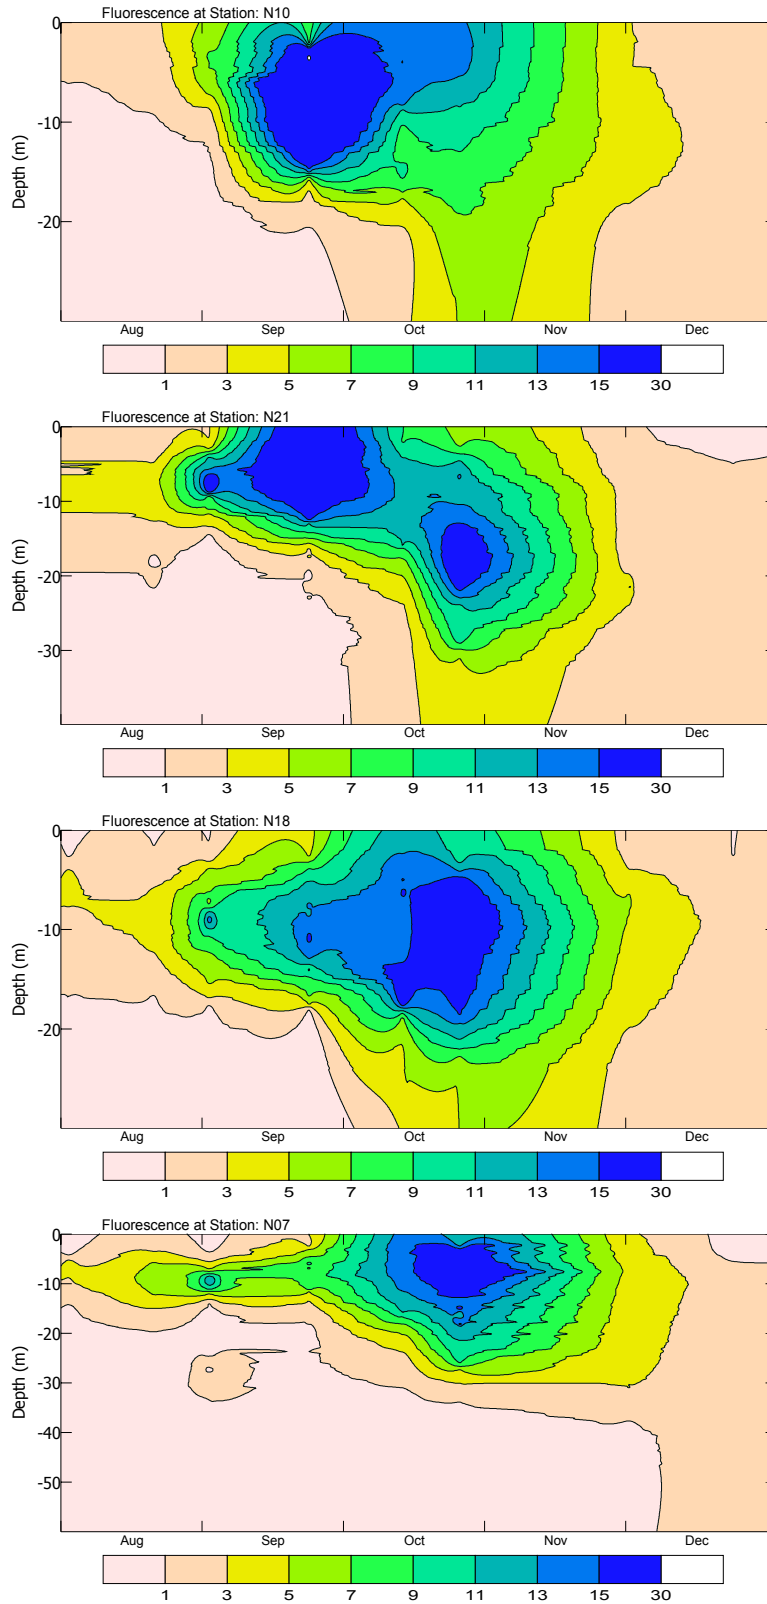 Fluorescence at Station: N10
0
-10
-20
Depth (m)
Aug Sep Oct Nov Dec
1 3 5 7 9 11 13 15 30
Fluorescence at Station: N21
0
-10
-20
-30
Depth (m)
Aug Sep Oct Nov Dec
1 3 5 7 9 11 13 15 30
Fluorescence at Station: N18
0
-10
-20
Depth (m)
Aug Sep Oct Nov Dec
1 3 5 7 9 11 13 15 30
Fluorescence at Station: N07
0
-10
-20
-30
-40
-50
Depth (m)
Aug Sep Oct Nov Dec
1 3 5 7 9 11 13 15 30